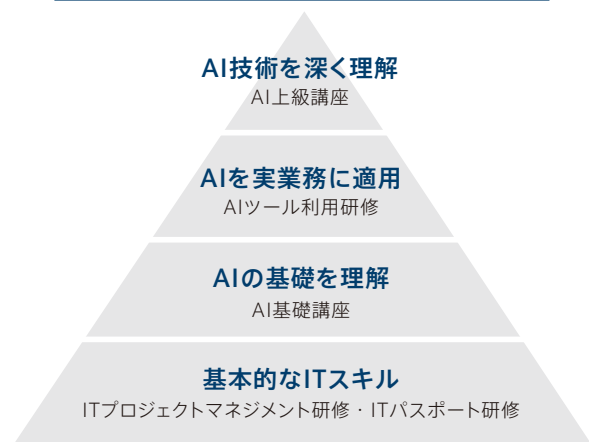 AI技術を深く理解
AI上級講座
AIを実業務に適用
AIツール利用研修
AIの基礎を理解
AI基礎講座
基本的なITスキル
ITプロジェクトマネジメント研修・ITパスポート研修